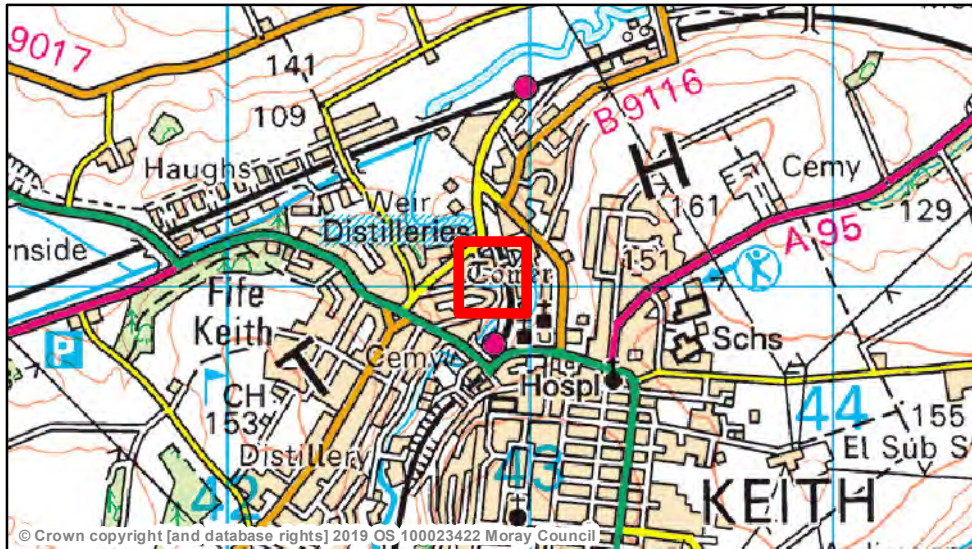 9017
141
109
B 9116
Haughs
H
Cemy
161
Weir
129
Distilleries
A 95
rnside
Tower
151
Fife
Keith
P
Schs
Cemy
T
Hospl
CH
153
44
155
El Sub S
Distillery
43
42
KEITH
© Crown copyright [and database rights] 2019 OS 100023422 Moray Council